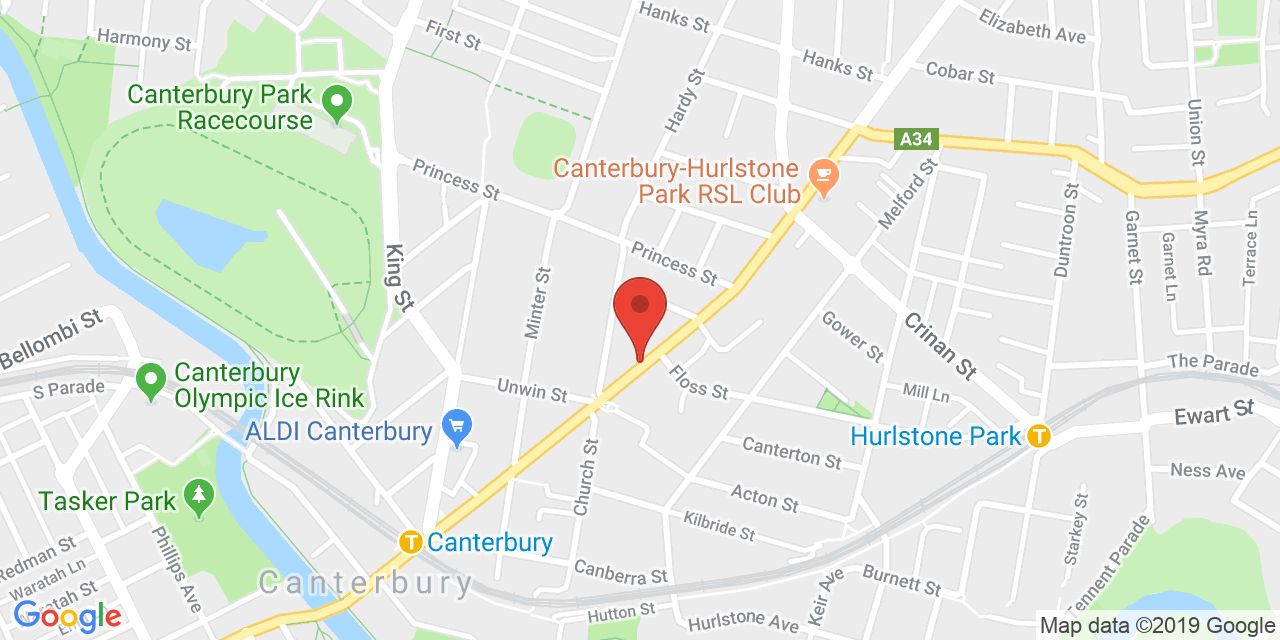 Harmony St
First St
Hanks St
Elizabeth Ave
Hanks St
Cobar St
Hardy St
Union St
Canterbury Park
Racecourse
A34
Princess St
Canterbury-Hurlstone
Park RSL Club
Melford St
Duntroon St
Garnet St
Myra Rd
Garnet Ln
Terrace Ln
King St
Minter St
Princess St
Bellombi St
Gower St
Crinan St
The Parade
S Parade
Canterbury
Olympic Ice Rink
Unwin St
Floss St
Mill Ln
Ewart St
ALDI Canterbury
Hurlstone Park
T
Church St
Canterton St
Ness Ave
Tasker Park
Acton St
Starkey St
Kilbride St
Phillips Ave
T
Canterbury
Redman St
Waratah Ln
Canterbury
Canberra St
Burnett St
Keir Ave
Tennent Parade
Hutton St
Hurlstone Ave
Google
Map data ©2019 Google